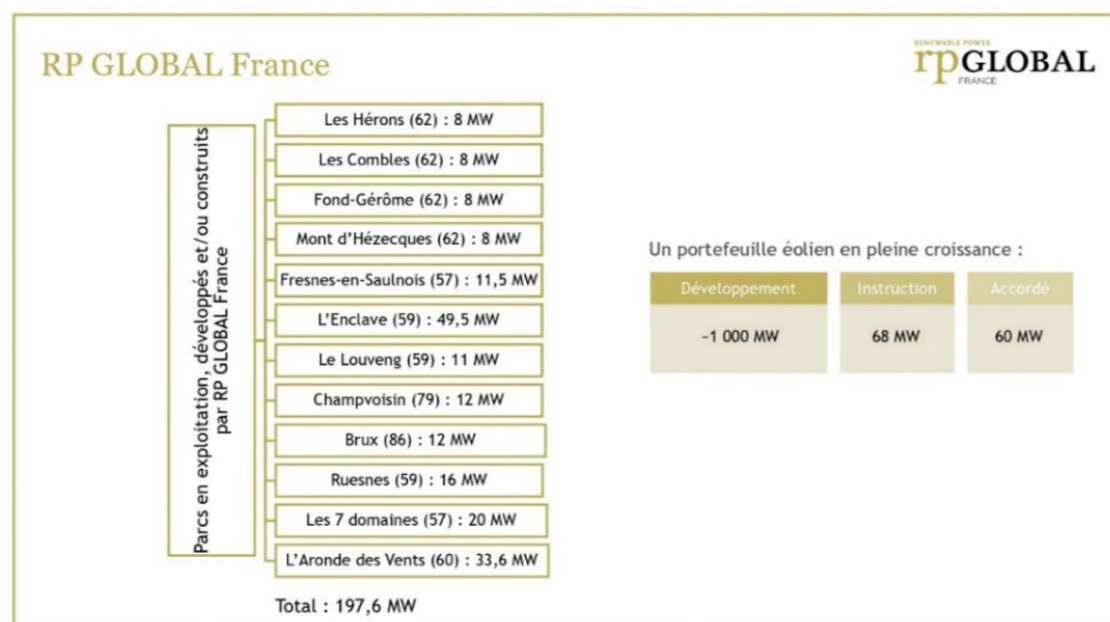 RP GLOBAL France
RENEWABLE POWER
rpGLOBAL
FRANCE
Parcs en exploitation, développés et/ou construits
par RP GLOBAL France
Les Hérons (62) : 8 MW
Les Combles (62) : 8 MW
Fond-Gérôme (62) : 8 MW
Mont d'Hézecques (62) : 8 MW
Fresnes-en-Saulnois (57) : 11,5 MW
L'Enclave (59) : 49,5 MW
Le Louveng (59) : 11 MW
Champvoisin (79) : 12 MW
Brux (86) : 12 MW
Ruesnes (59) : 16 MW
Les 7 domaines (57) : 20 MW
L'Aronde des Vents (60) : 33,6 MW
Total : 197,6 MW
Un portefeuille éolien en pleine croissance :
Développement Instruction Accordé
~1 000 MW 68 MW 60 MW